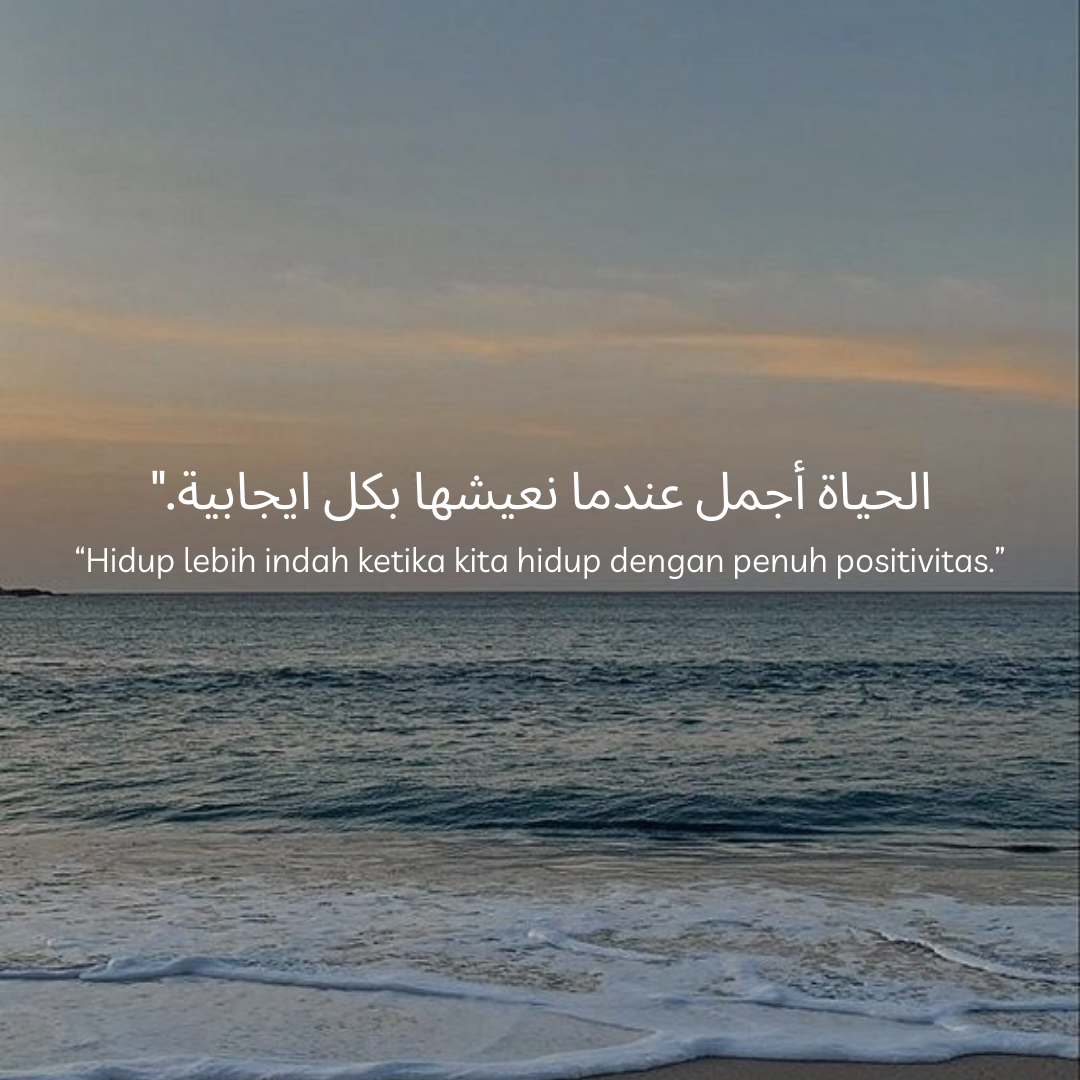 الحياة أجمل عندما نعيشها بكل ايجابية."
“Hidup lebih indah ketika kita hidup dengan penuh positivitas.”